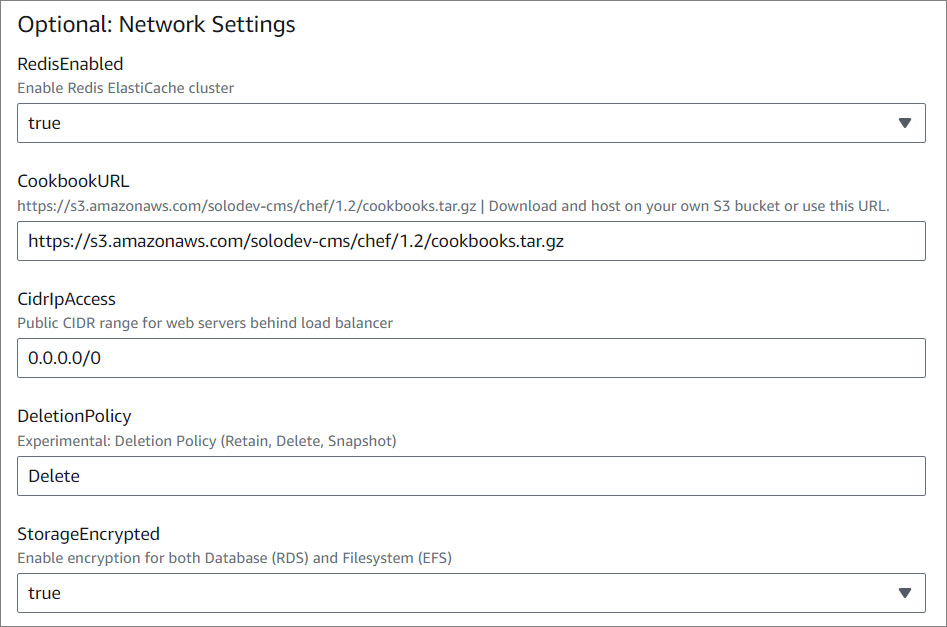 Optional: Network Settings
RedisEnabled
Enable Redis ElastiCache cluster
true
CookbookURL
https://s3.amazonaws.com/solodev-cms/chef/1.2/cookbooks.tar.gz | Download and host on your own S3 bucket or use this URL.
https://s3.amazonaws.com/solodev-cms/chef/1.2/cookbooks.tar.gz
CidrIpAccess
Public CIDR range for web servers behind load balancer
0.0.0.0/0
DeletionPolicy
Experimental: Deletion Policy (Retain, Delete, Snapshot)
Delete
StorageEncrypted
Enable encryption for both Database (RDS) and Filesystem (EFS)
true